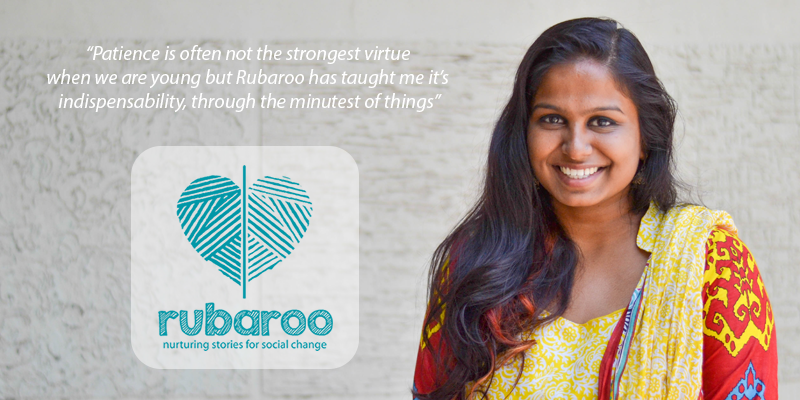 “Patience is often not the strongest virtue
when we are young but Rubaroo has taught me it’s
indispensability, through the minutest of things”
rubaroo
nurturing stories for social change